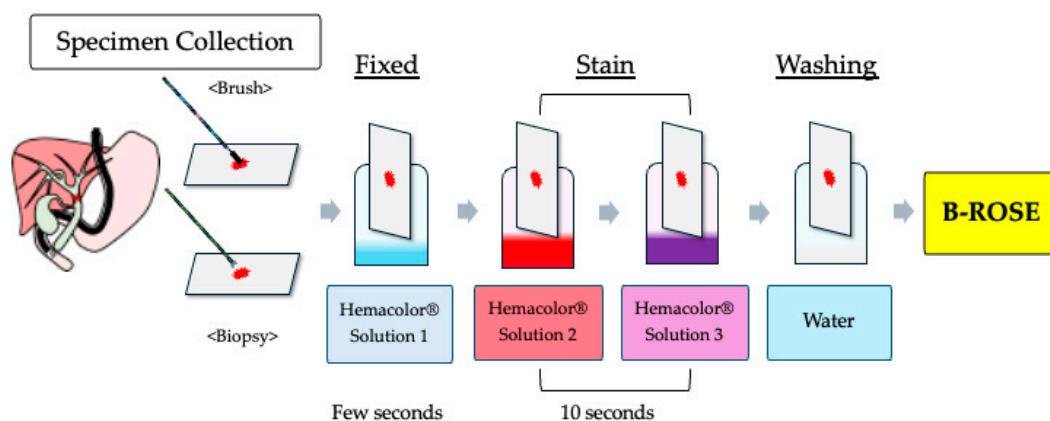 Specimen Collection
<Brush>
<Biopsy>
Fixed
Stain
Washing
B-ROSE
Hemacolor®
Solution 1
Hemacolor®
Solution 2
Hemacolor®
Solution 3
Water
Few seconds
10 seconds